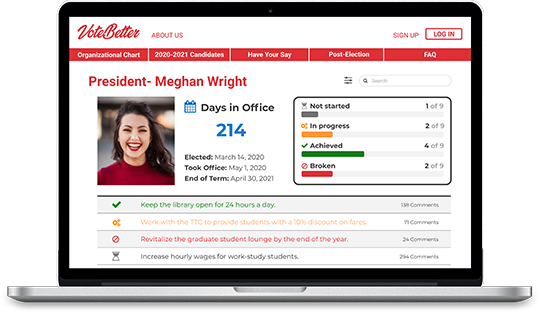 VoteBetter
ABOUT US
SIGN UP
LOG IN
Organizational Chart
2020-2021 Candidates
Have Your Say
Post-Election
FAQ
President- Meghan Wright
Search
Days in Office
214
Elected: March 14, 2020
Took Office: May 1, 2020
End of Term: April 30, 2021
Not started 1 of 9
In progress 2 of 9
Achieved 4 of 9
Broken 2 of 9
Keep the library open for 24 hours a day. 138 Comments
Work with the TTC to provide students with a 10% discount on fares. 71 Comments
Revitalize the graduate student lounge by the end of the year. 24 Comments
Increase hourly wages for work-study students. 294 Comments